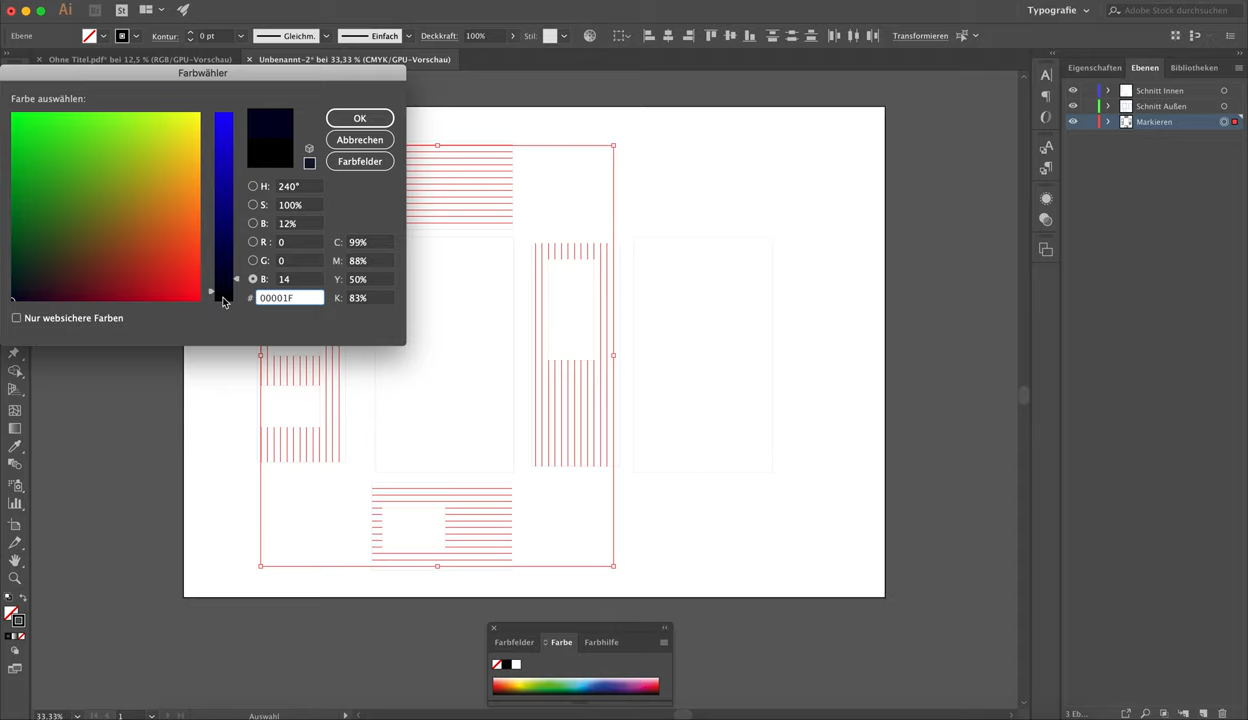 Ai Br St Typografie Adobe Stock durchsuchen
Ebene Kontur: 0 pt Gleichm. Einfach Deckkraft: 100% Stil: Transformieren
Ohne Titel.pdf* bei 12,5 % (RGB/GPU-Vorschau) Unbenannt-2* bei 33,33 % (CMYK/GPU-Vorschau)
Eigenschaften Ebenen Bibliotheken
Farbwähler
Farbe auswählen:
OK
Abbrechen
Farbfelder
H: 240°
S: 100%
B: 12%
R: 0 C: 99%
G: 0 M: 88%
B: 14 Y: 50%
# 00001F K: 83%
Nur websichere Farben
Schnitt Innen
Schnitt Außen
Markieren
Farbfelder Farbe Farbhilfe
33,33% 1 Auswahl
3 Eb...